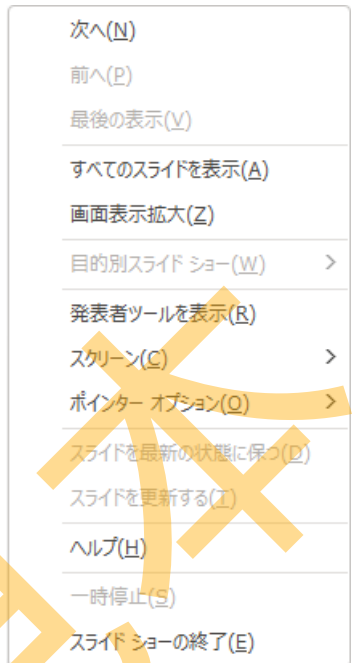 次へ(N)
前へ(P)
最後の表示(V)
すべてのスライドを表示(A)
画面表示拡大(Z)
目的別スライド ショー(W)
発表者ツールを表示(R)
スクリーン(C)
ポインター オプション(O)
スライドを最新の状態に保つ(D)
スライドを更新する(T)
ヘルプ(H)
一時停止(S)
スライド ショーの終了(E)